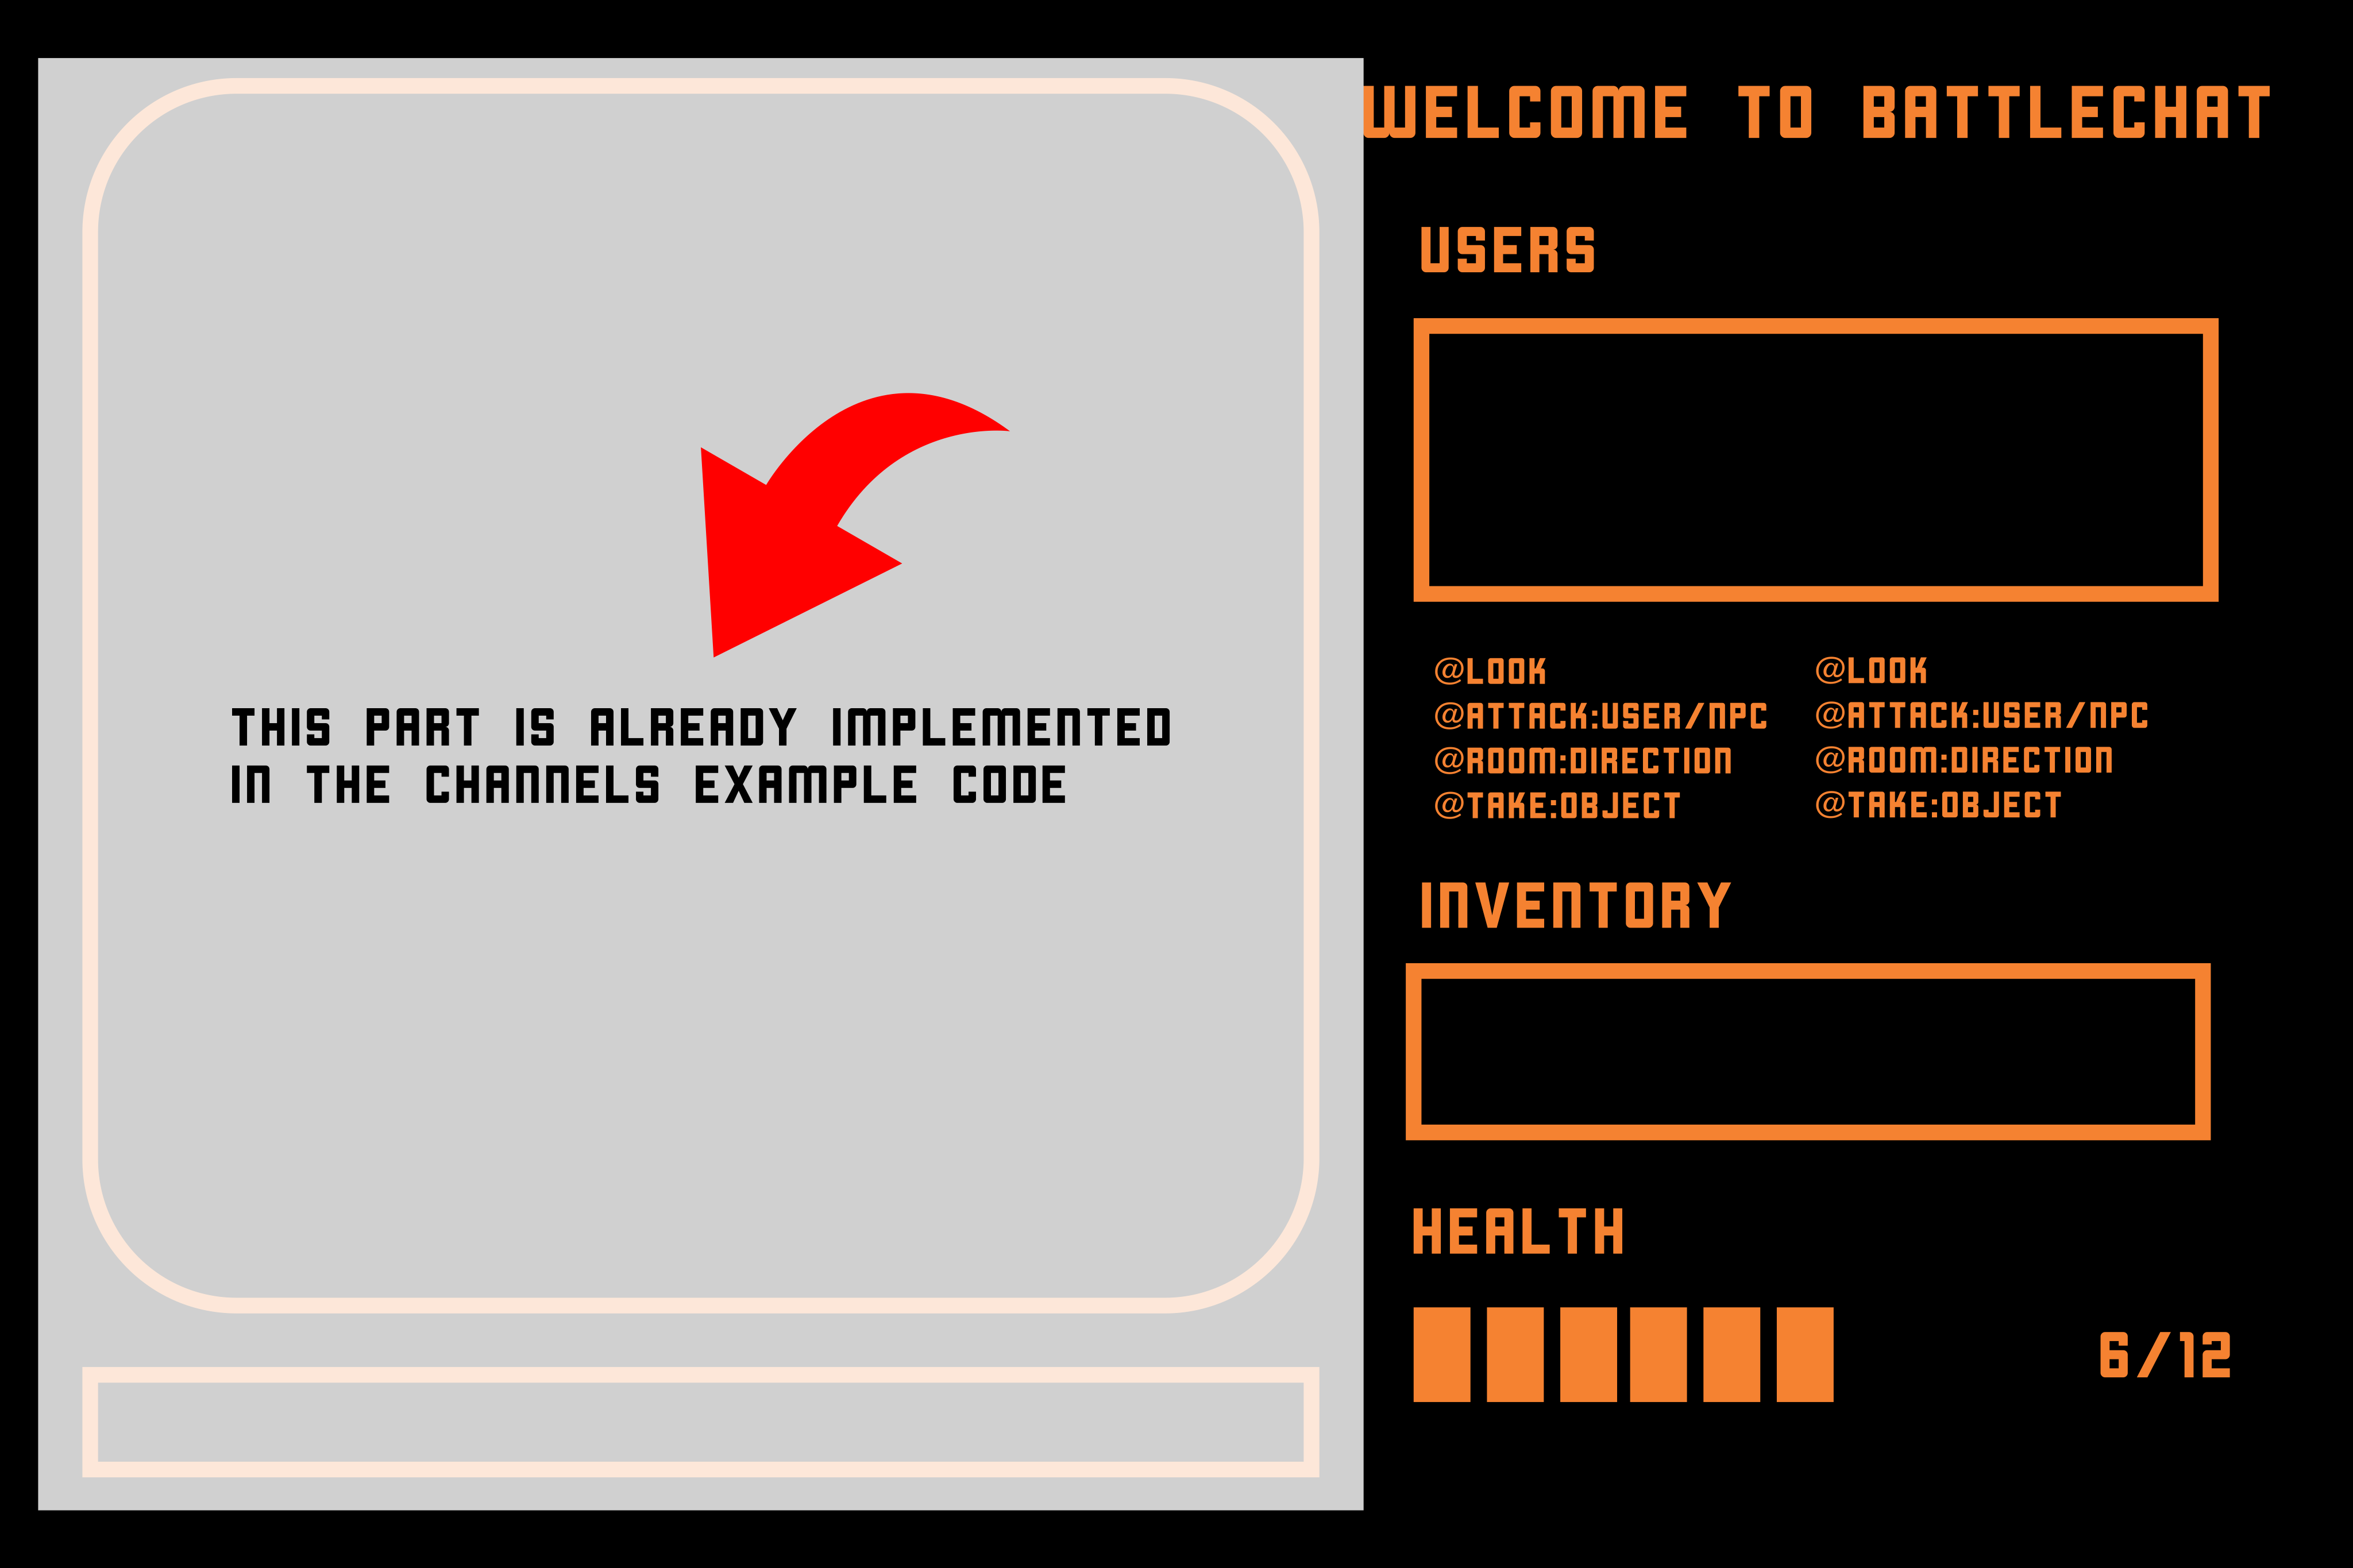 WELCOME TO BATTLECHAT
USERS
THIS PART IS ALREADY IMPLEMENTED
IN THE CHANNELS EXAMPLE CODE
@LOOK
@ATTACK:USER/NPC
@ROOM:DIRECTION
@TAKE:OBJECT
@LOOK
@ATTACK:USER/NPC
@ROOM:DIRECTION
@TAKE:OBJECT
INVENTORY
HEALTH
6/12